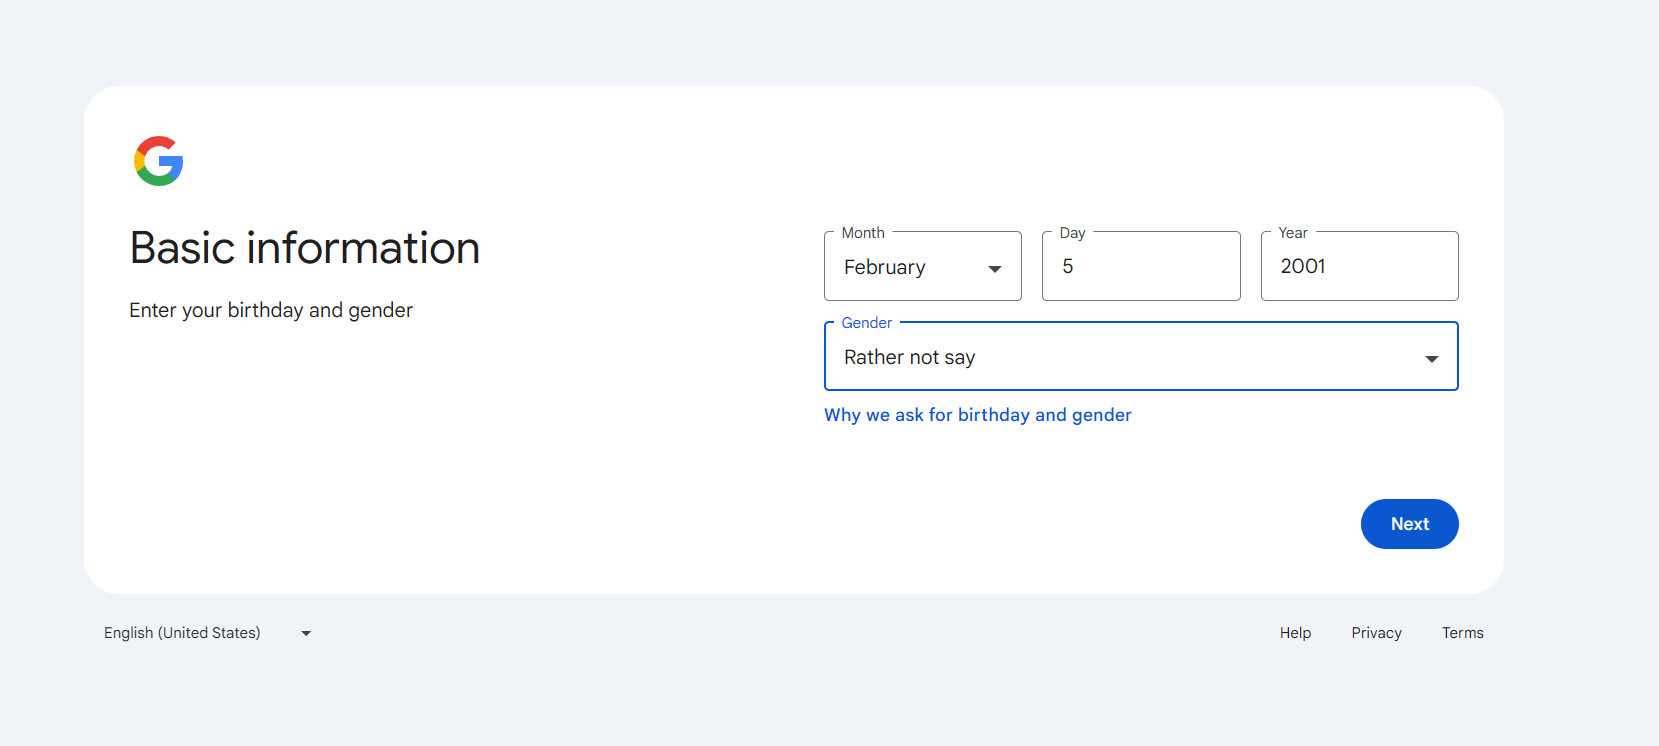 Basic information
Enter your birthday and gender
Month
February
Day
5
Year
2001
Gender
Rather not say
Why we ask for birthday and gender
Next
English (United States)
Help
Privacy
Terms